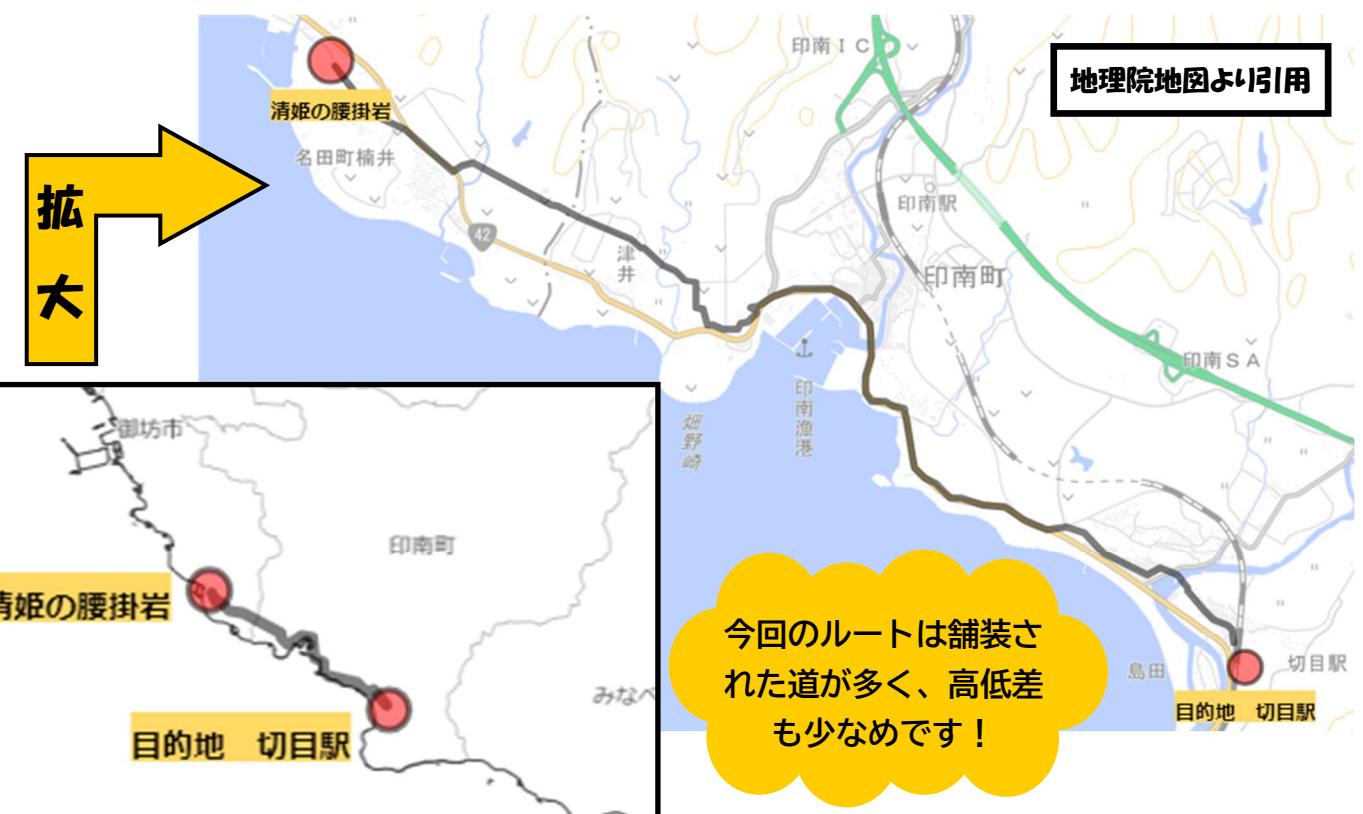 地理院地図より引用
印南ＩＣ
清姫の腰掛岩
名田町楠井
拡
大
42
津井
印南駅
印南町
印南ＳＡ
印南漁港
畑野崎
御坊市
印南町
清姫の腰掛岩
みなべ
目的地　切目駅
今回のルートは舗装さ
れた道が多く、高低差
も少なめです！
島田
切目駅
目的地　切目駅